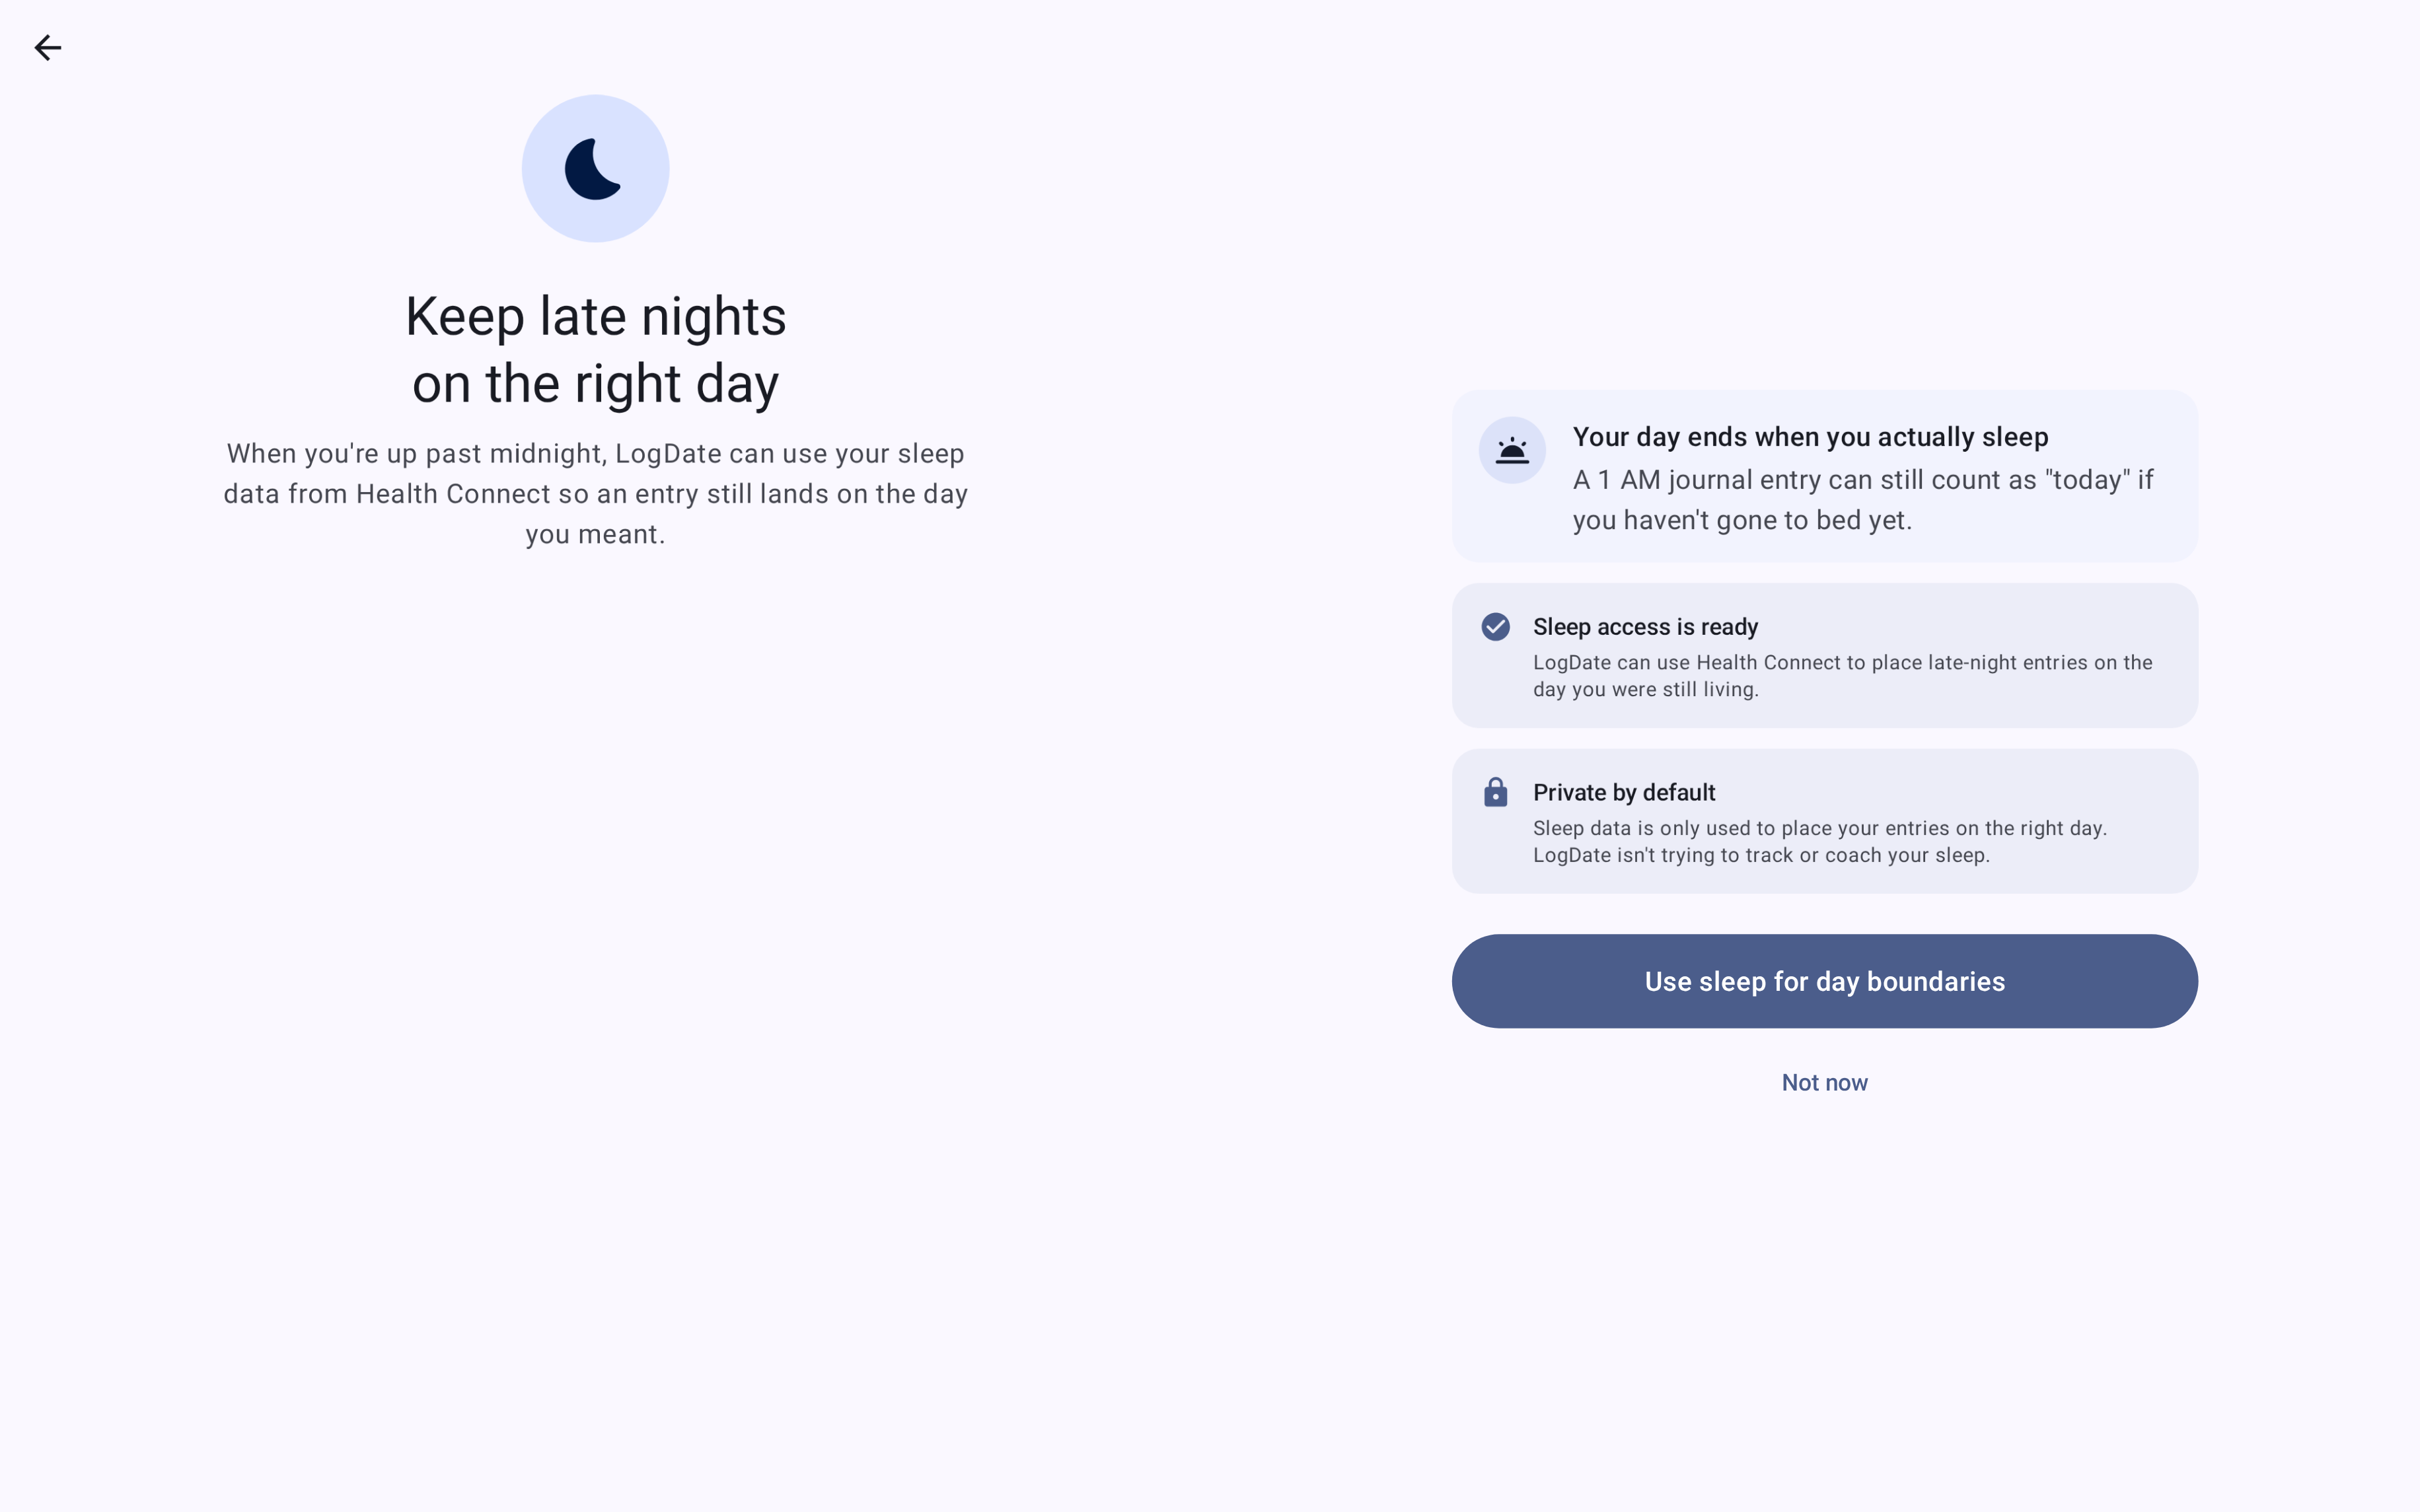 Keep late nights
on the right day
When you're up past midnight, LogDate can use your sleep
data from Health Connect so an entry still lands on the day
you meant.
Your day ends when you actually sleep
A 1 AM journal entry can still count as "today" if
you haven't gone to bed yet.
Sleep access is ready
LogDate can use Health Connect to place late-night entries on the
day you were still living.
Private by default
Sleep data is only used to place your entries on the right day.
LogDate isn't trying to track or coach your sleep.
Use sleep for day boundaries
Not now